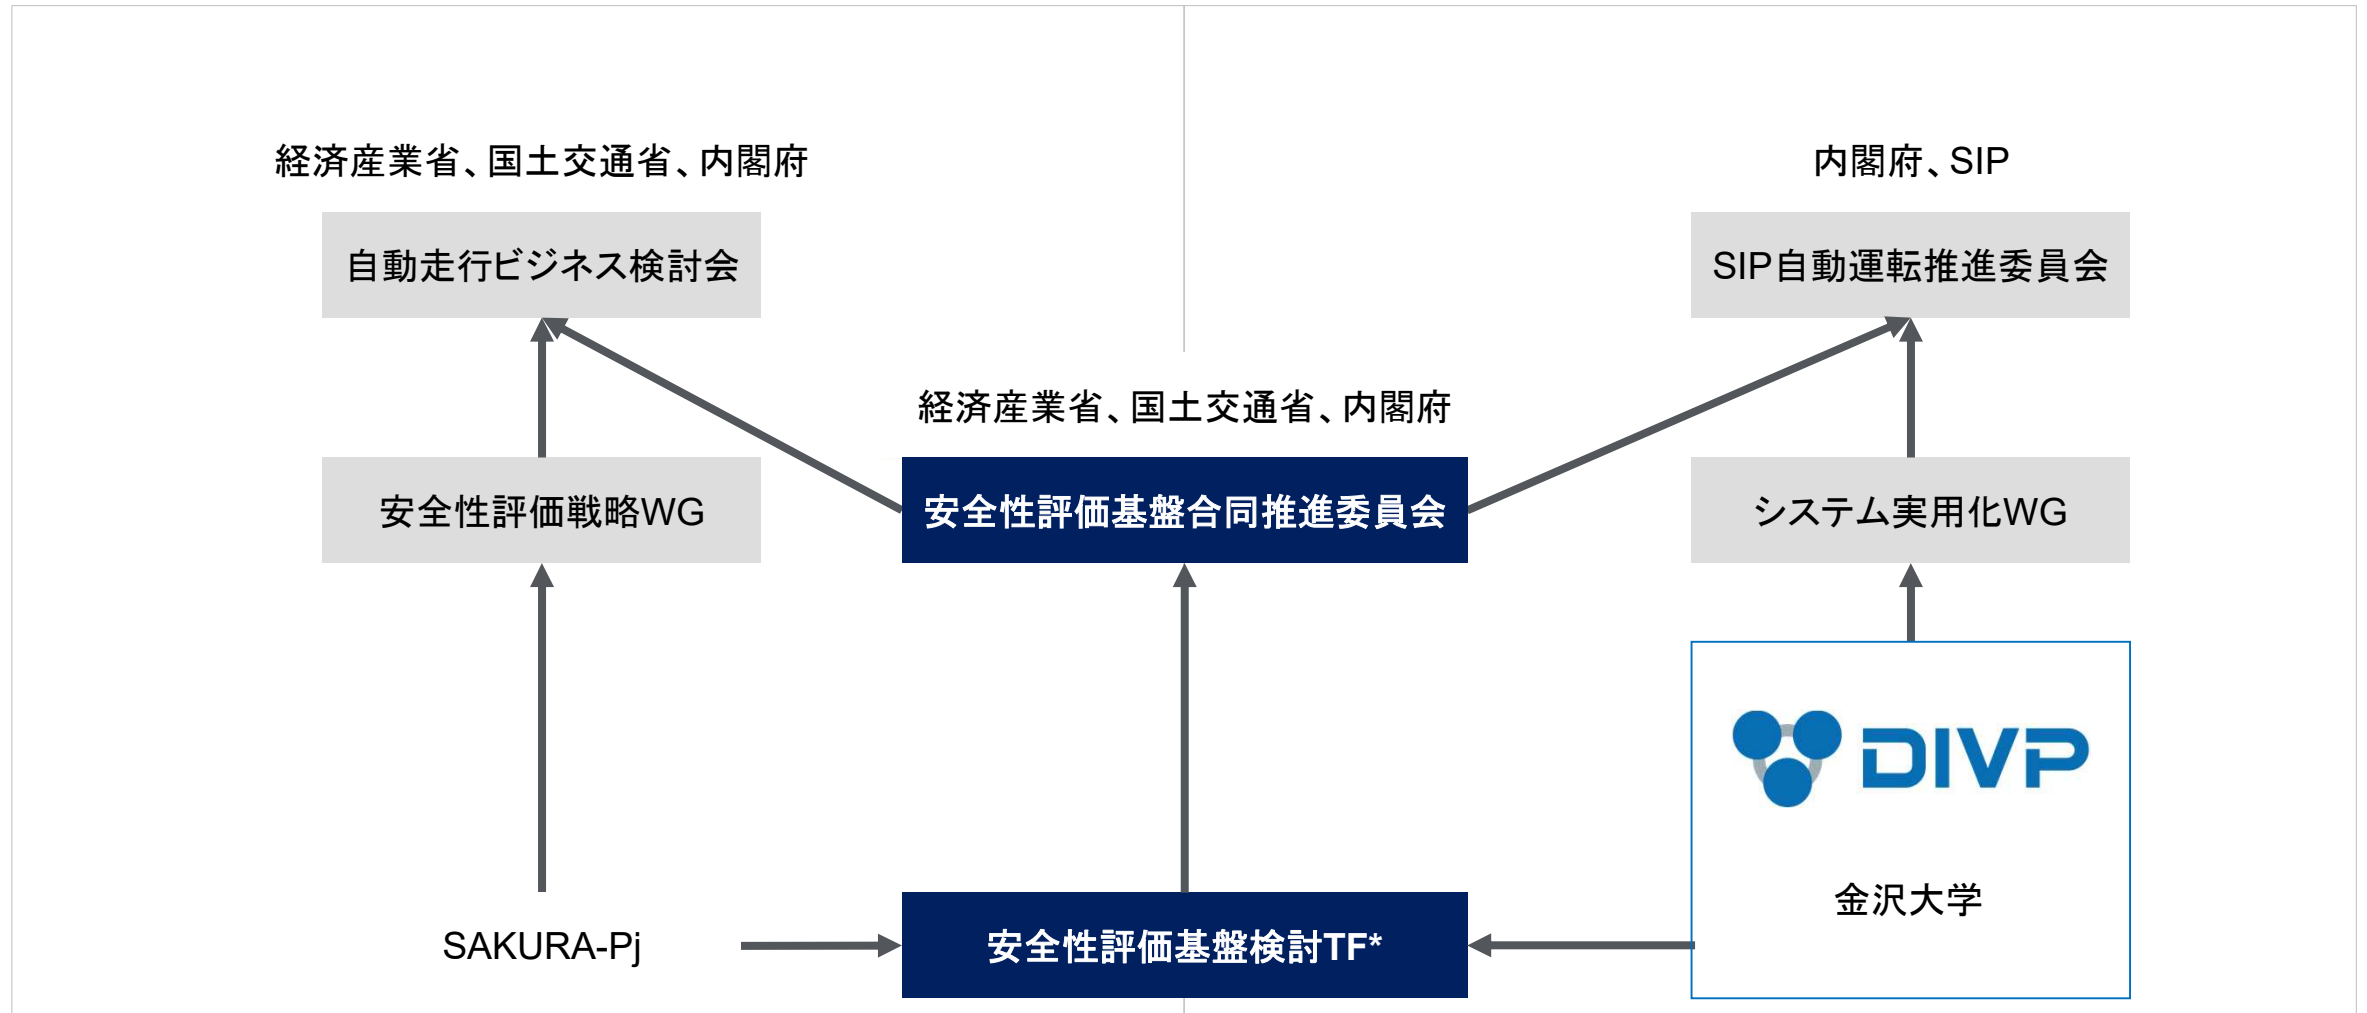 経済産業省、国土交通省、内閣府
内閣府、SIP
自動走行ビジネス検討会
SIP自動運転推進委員会
経済産業省、国土交通省、内閣府
安全性評価戦略WG
安全性評価基盤合同推進委員会
システム実用化WG
DIVP
金沢大学
SAKURA-Pj
安全性評価基盤検討TF*